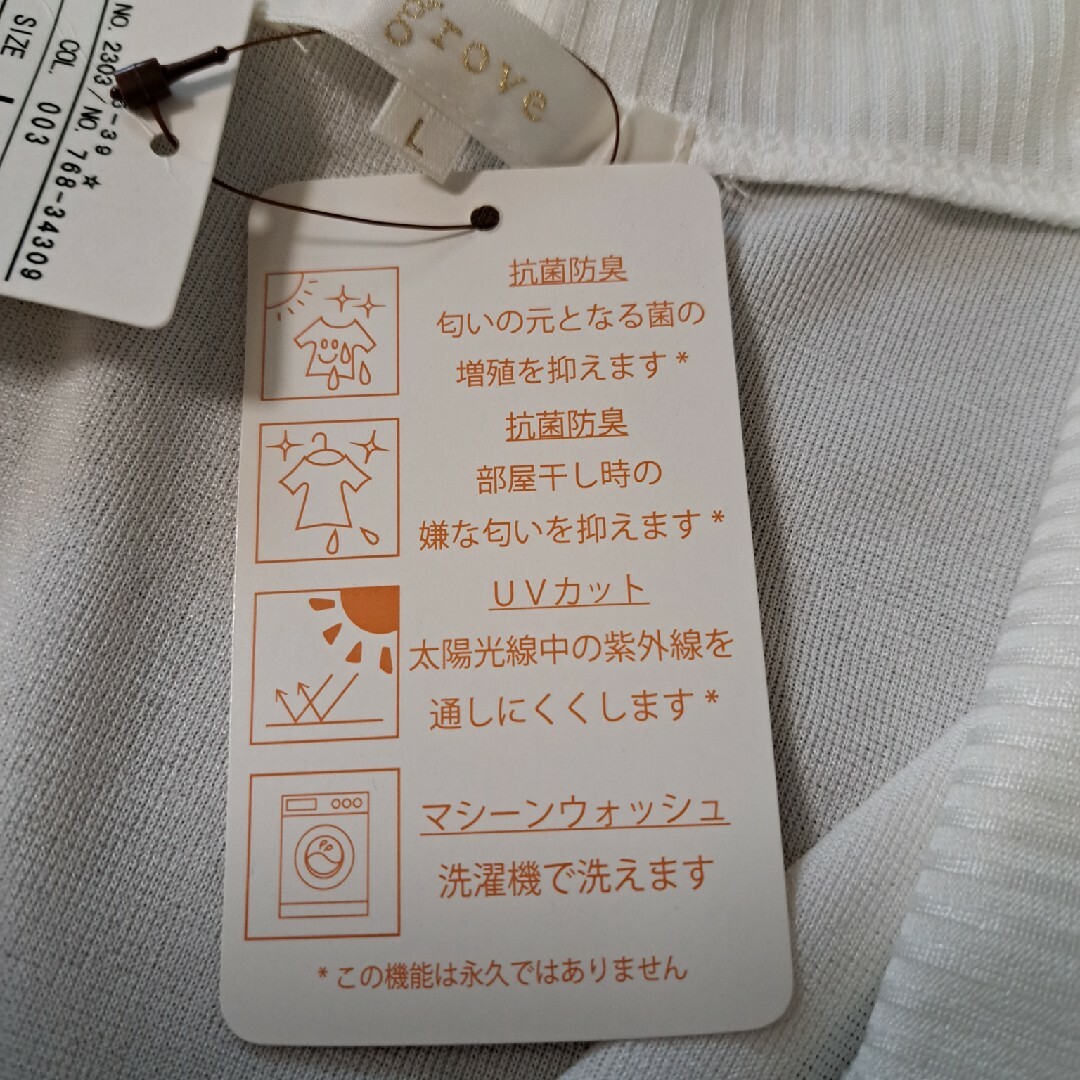 grove
L
NO. 768-34309
COL. 003
SIZE
抗菌防臭
匂いの元となる菌の
増殖を抑えます*
抗菌防臭
部屋干し時の
嫌な匂いを抑えます*
UVカット
太陽光線中の紫外線を
通しにくくします*
マシーンウォッシュ
洗濯機で洗えます
*この機能は永久ではありません